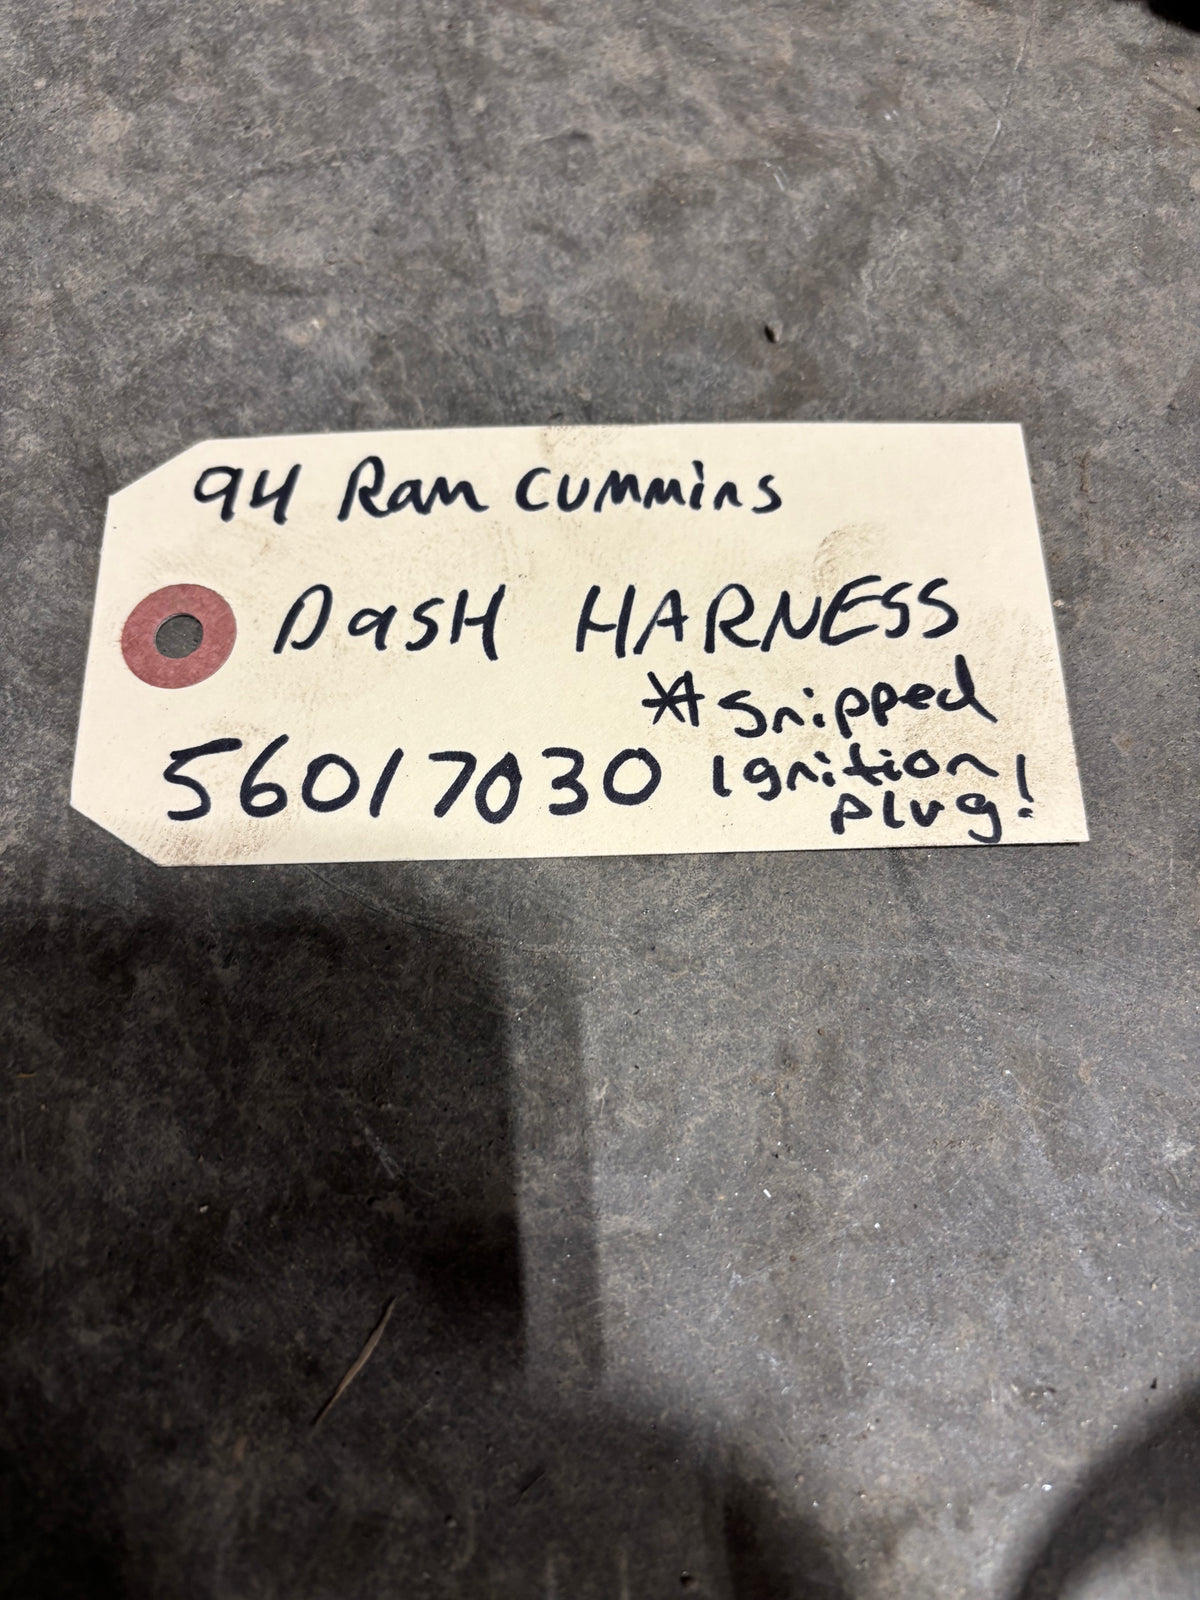 94 Ram Cummins
DasH HARNESS
* Snipped
56017030 Ignition
plug!